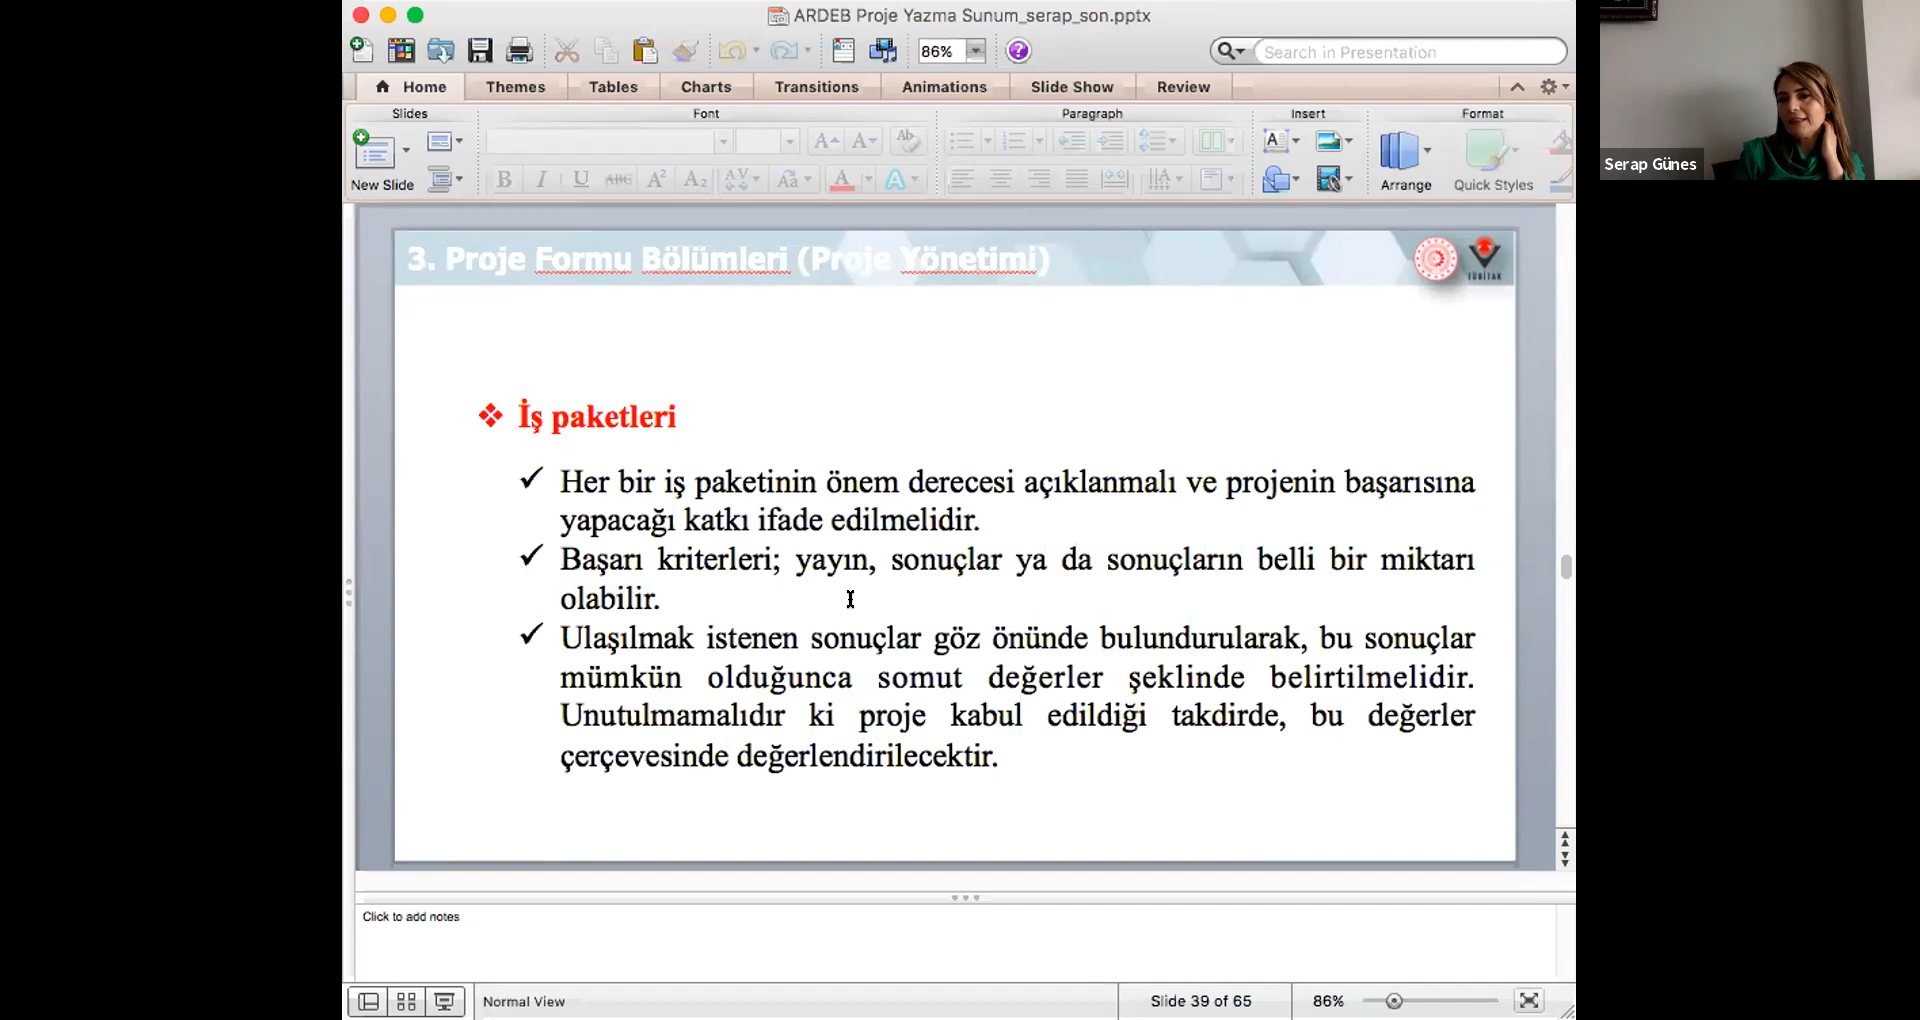 ARDEB Proje Yazma Sunum_serap_son.pptx
86%
Search in Presentation
Home Themes Tables Charts Transitions Animations Slide Show Review
Slides Font Paragraph Insert Format
New Slide Arrange Quick Styles
Serap Günes
3. Proje Formu Bölümleri (Proje Yönetimi)
TÜBİTAK
İş paketleri
Her bir iş paketinin önem derecesi açıklanmalı ve projenin başarısına
yapacağı katkı ifade edilmelidir.
Başarı kriterleri; yayın, sonuçlar ya da sonuçların belli bir miktarı
olabilir.
Ulaşılmak istenen sonuçlar göz önünde bulundurularak, bu sonuçlar
mümkün olduğunca somut değerler şeklinde belirtilmelidir.
Unutulmamalıdır ki proje kabul edildiği takdirde, bu değerler
çerçevesinde değerlendirilecektir.
Click to add notes
Normal View Slide 39 of 65 86%